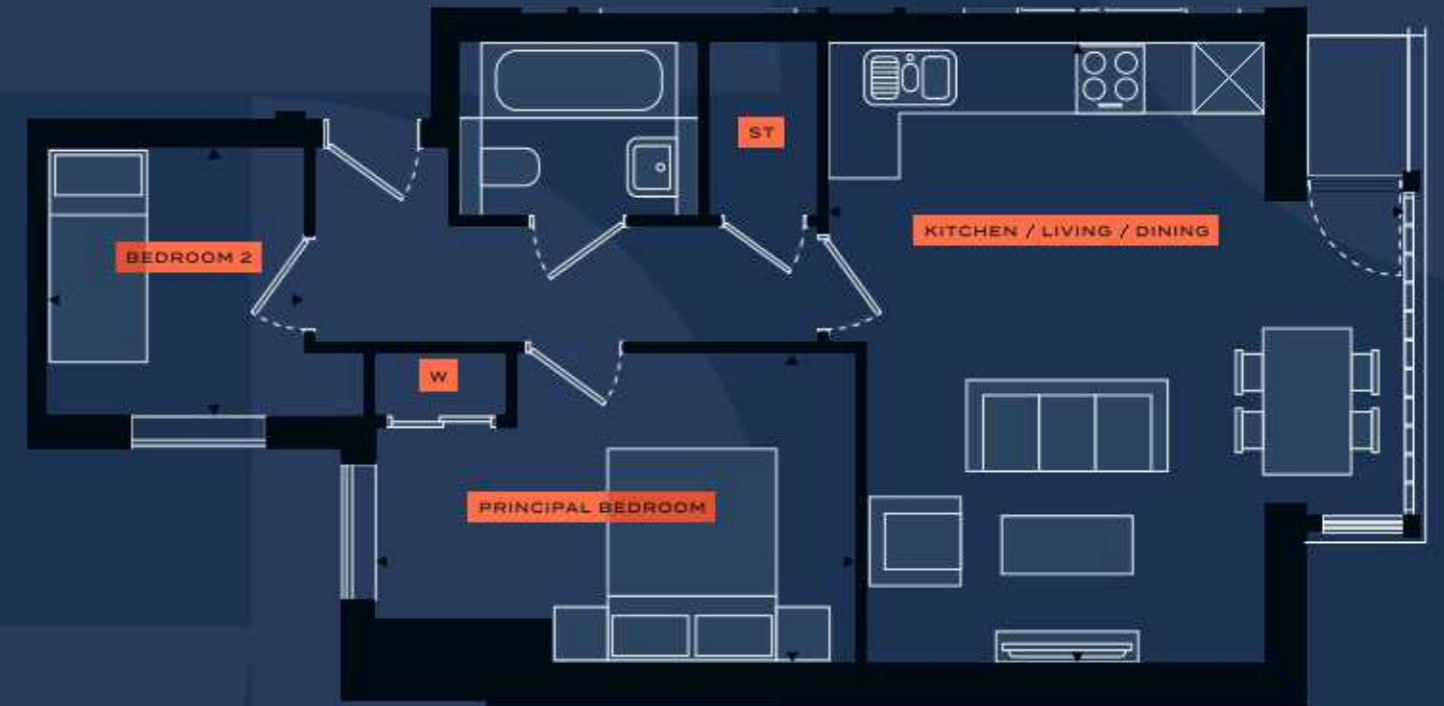 ST
KITCHEN / LIVING / DINING
BEDROOM 2
W
PRINCIPAL BEDROOM